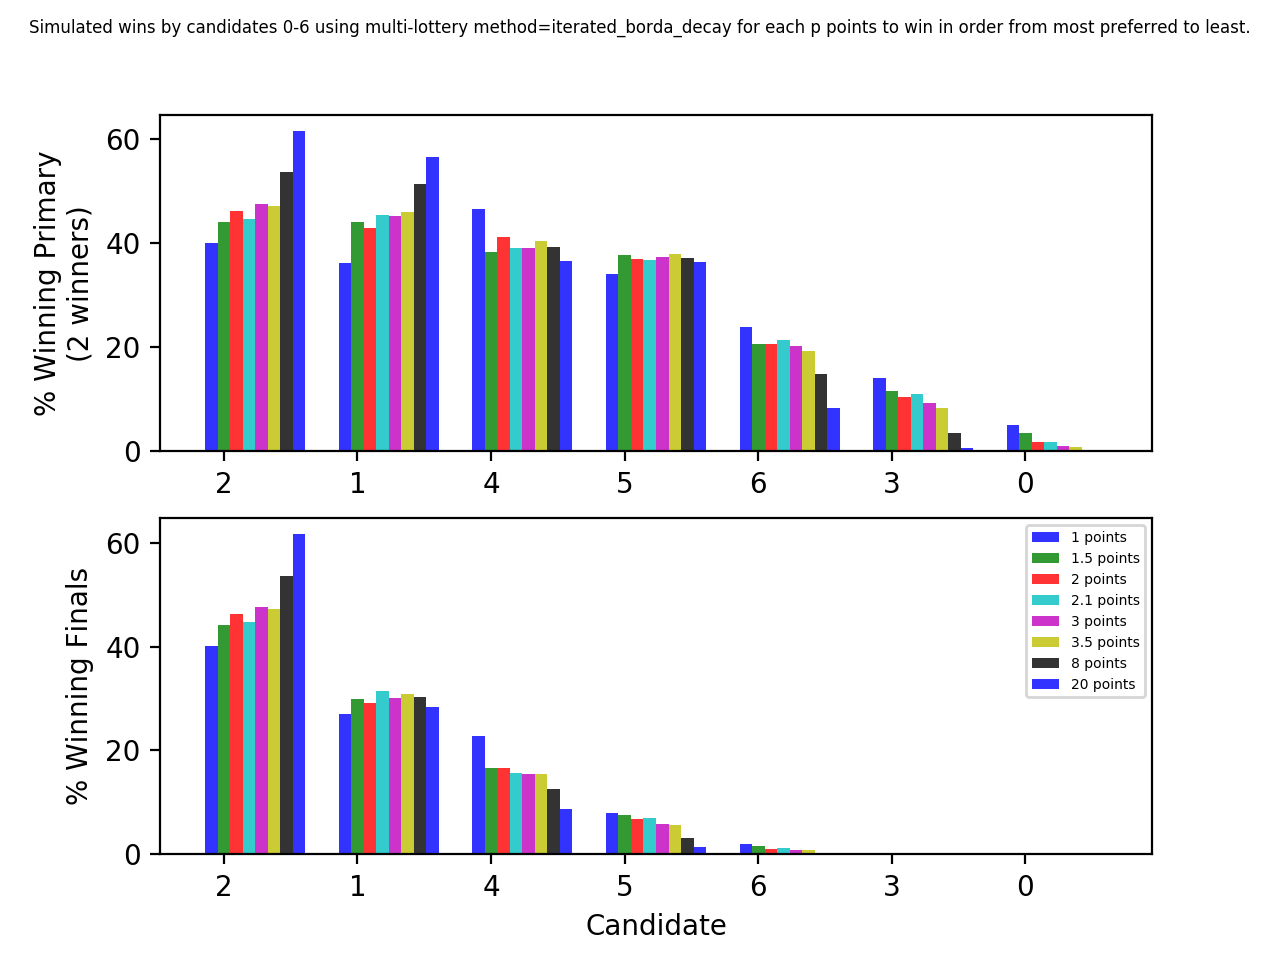 Simulated wins by candidates 0-6 using multi-lottery method=iterated_borda_decay for each p points to win in order from most preferred to least.
% Winning Primary
(2 winners)
60
40
20
0
2 1 4 5 6 3 0
% Winning Finals
60
40
20
0
1 points
1.5 points
2 points
2.1 points
3 points
3.5 points
8 points
20 points
2 1 4 5 6 3 0
Candidate